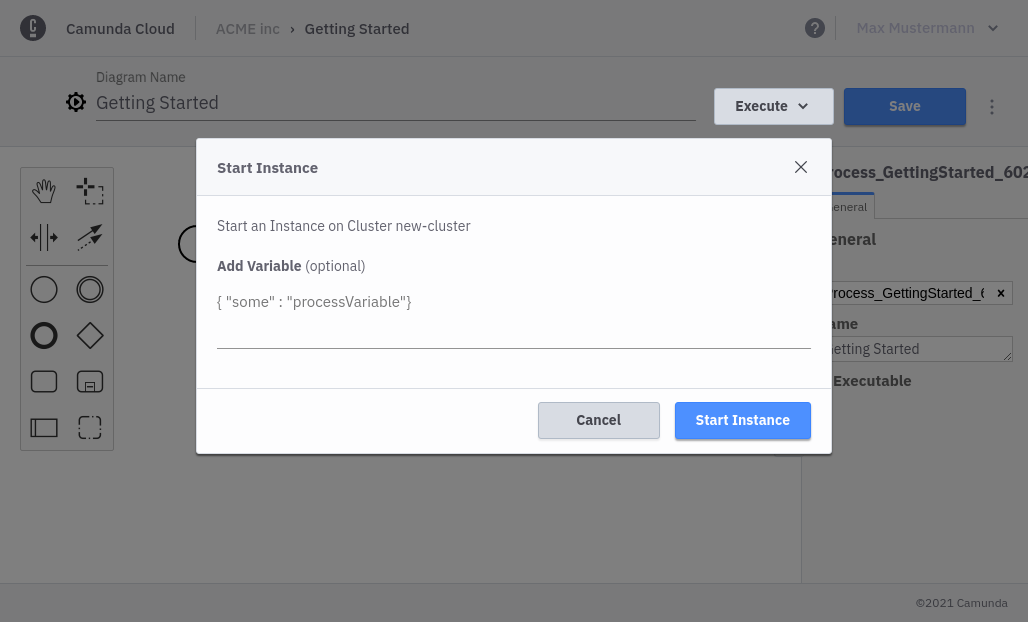 Camunda Cloud
ACME inc › Getting Started
? Max Mustermann
Diagram Name
Getting Started
Execute
Save
Start Instance
Start an Instance on Cluster new-cluster
Add Variable (optional)
{ "some" : "processVariable"}
Cancel
Start Instance
rocess_GettingStarted_602
eneral
eneral
rocess_GettingStarted_6
ame
etting Started
Executable
©2021 Camunda